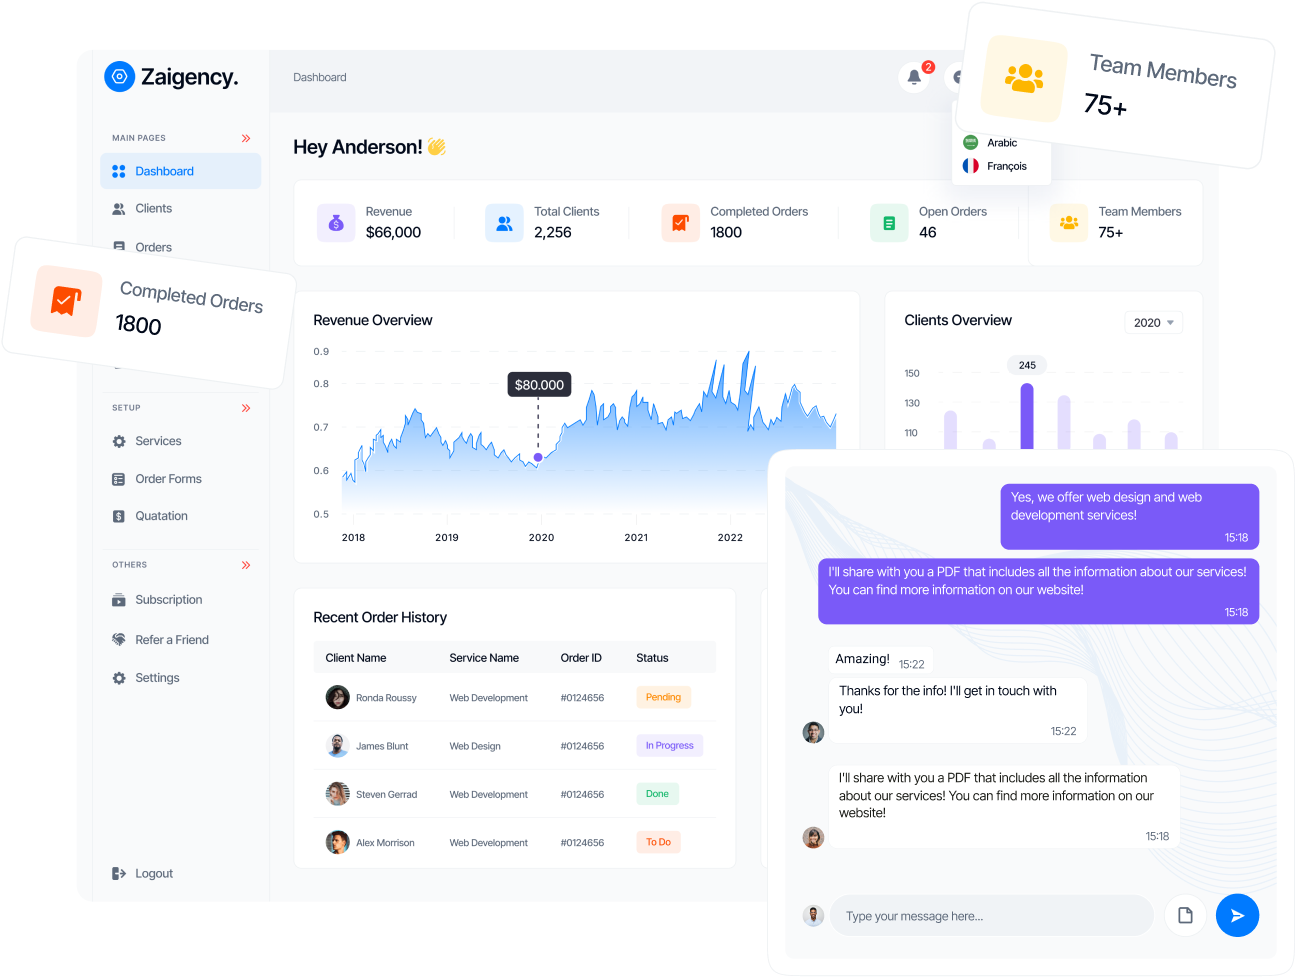 Zaigency.
Dashboard
2
Team Members
75+
MAIN PAGES
Dashboard
Clients
Orders
Hey Anderson!
Arabic
François
Revenue
$66,000
Total Clients
2,256
Completed Orders
1800
Open Orders
46
Team Members
75+
Completed Orders
1800
SETUP
Services
Order Forms
Quatation
OTHERS
Subscription
Refer a Friend
Settings
Logout
Revenue Overview
0.9
0.8
0.7
0.6
0.5
$80.000
2018 2019 2020 2021 2022
Clients Overview
2020
245
150
130
110
Recent Order History
Client Name Service Name Order ID Status
Ronda Roussy Web Development #0124656 Pending
James Blunt Web Design #0124656 In Progress
Steven Gerrad Web Development #0124656 Done
Alex Morrison Web Development #0124656 To Do
Yes, we offer web design and web
development services!
15:18
I'll share with you a PDF that includes all the information about our services!
You can find more information on our website!
15:18
Amazing! 15:22
Thanks for the info! I'll get in touch with
you!
15:22
I'll share with you a PDF that includes all the information
about our services! You can find more information on our
website!
15:18
Type your message here...